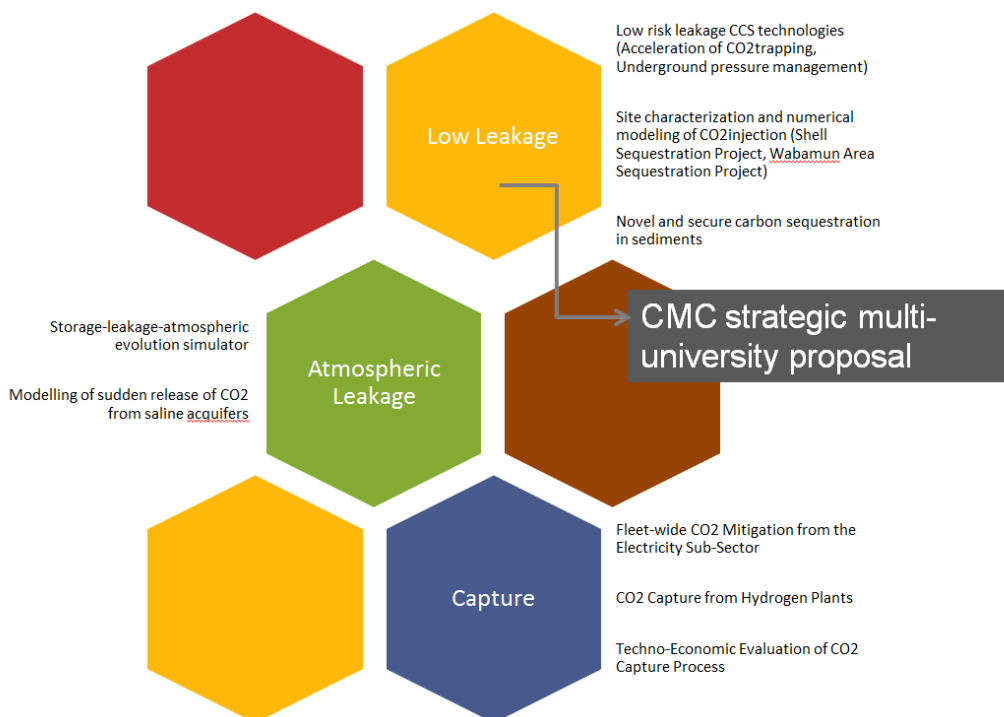 Low risk leakage CCS technologies
(Acceleration of CO2trapping,
Underground pressure management)
Low Leakage
Site characterization and numerical
modeling of CO2injection (Shell
Sequestration Project, Wabamun Area
Sequestration Project)
Novel and secure carbon sequestration
in sediments
CMC strategic multi-
university proposal
Storage-leakage-atmospheric
evolution simulator
Atmospheric
Leakage
Modelling of sudden release of CO2
from saline acquifers
Fleet-wide CO2 Mitigation from the
Electricity Sub-Sector
Capture
CO2 Capture from Hydrogen Plants
Techno-Economic Evaluation of CO2
Capture Process